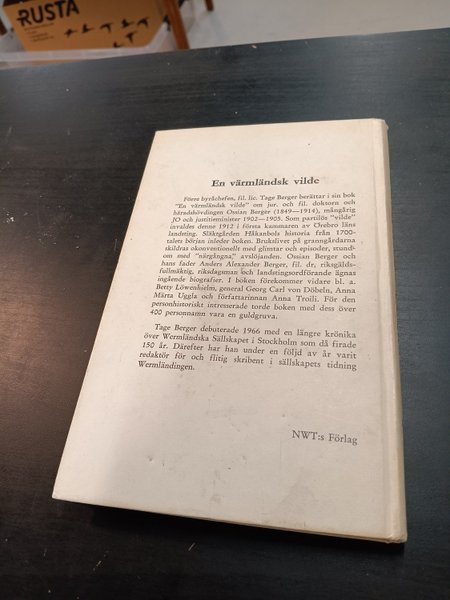 RUSTA
En värmländsk vilde
Förre byråchefen, fil. lic. Tage Berger berättar i sin bok
"En värmländsk vilde" om jur. och fil. doktorn och
häradshövdingen Ossian Berger (1849—1914), mångårig
JO och justitieminister 1902—1905. Som partilös "vilde"
invaldes denne 1912 i första kammaren av Örebro läns
landsting. Släktgården Håkanbols historia från 1700-
talets början inleder boken. Brukslivet på granngårdarna
skildras okonventionellt med glimtar och episoder, stund-
om med "närgångna" avslöjanden. Ossian Berger och
hans fader Anders Alexander Berger, fil. dr, riksgälds-
fullmäktig, riksdagsman och landstingsordförande ägnas
ingående biografier. I boken förekommer vidare bl. a.
Betty Löwenhielm, general Georg Carl von Döbeln, Anna
Märta Uggla och författarinnan Anna Troili. För den
personhistoriskt intresserade torde boken med dess över
400 personnamn vara en guldgruva.
Tage Berger debuterade 1966 med en längre krönika
över Wermländska Sällskapet i Stockholm som då firade
150 år. Därefter har han under en följd av år varit
redaktör för och flitig skribent i sällskapets tidning
Wermlänningen.
NWT:s Förlag